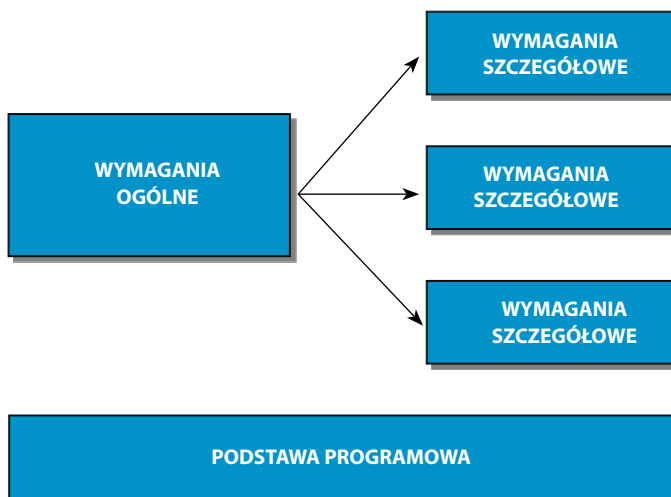 WYMAGANIA
OGÓLNE
WYMAGANIA
SZCZEGÓŁOWE
WYMAGANIA
SZCZEGÓŁOWE
WYMAGANIA
SZCZEGÓŁOWE
PODSTAWA PROGRAMOWA